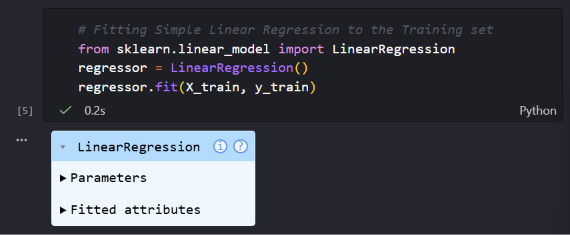 # Fitting Simple Linear Regression to the Training set
from sklearn.linear_model import LinearRegression
regressor = LinearRegression()
regressor.fit(X_train, y_train)
[5] ✓ 0.2s Python
...
▾ LinearRegression i ?
▶ Parameters
▶ Fitted attributes